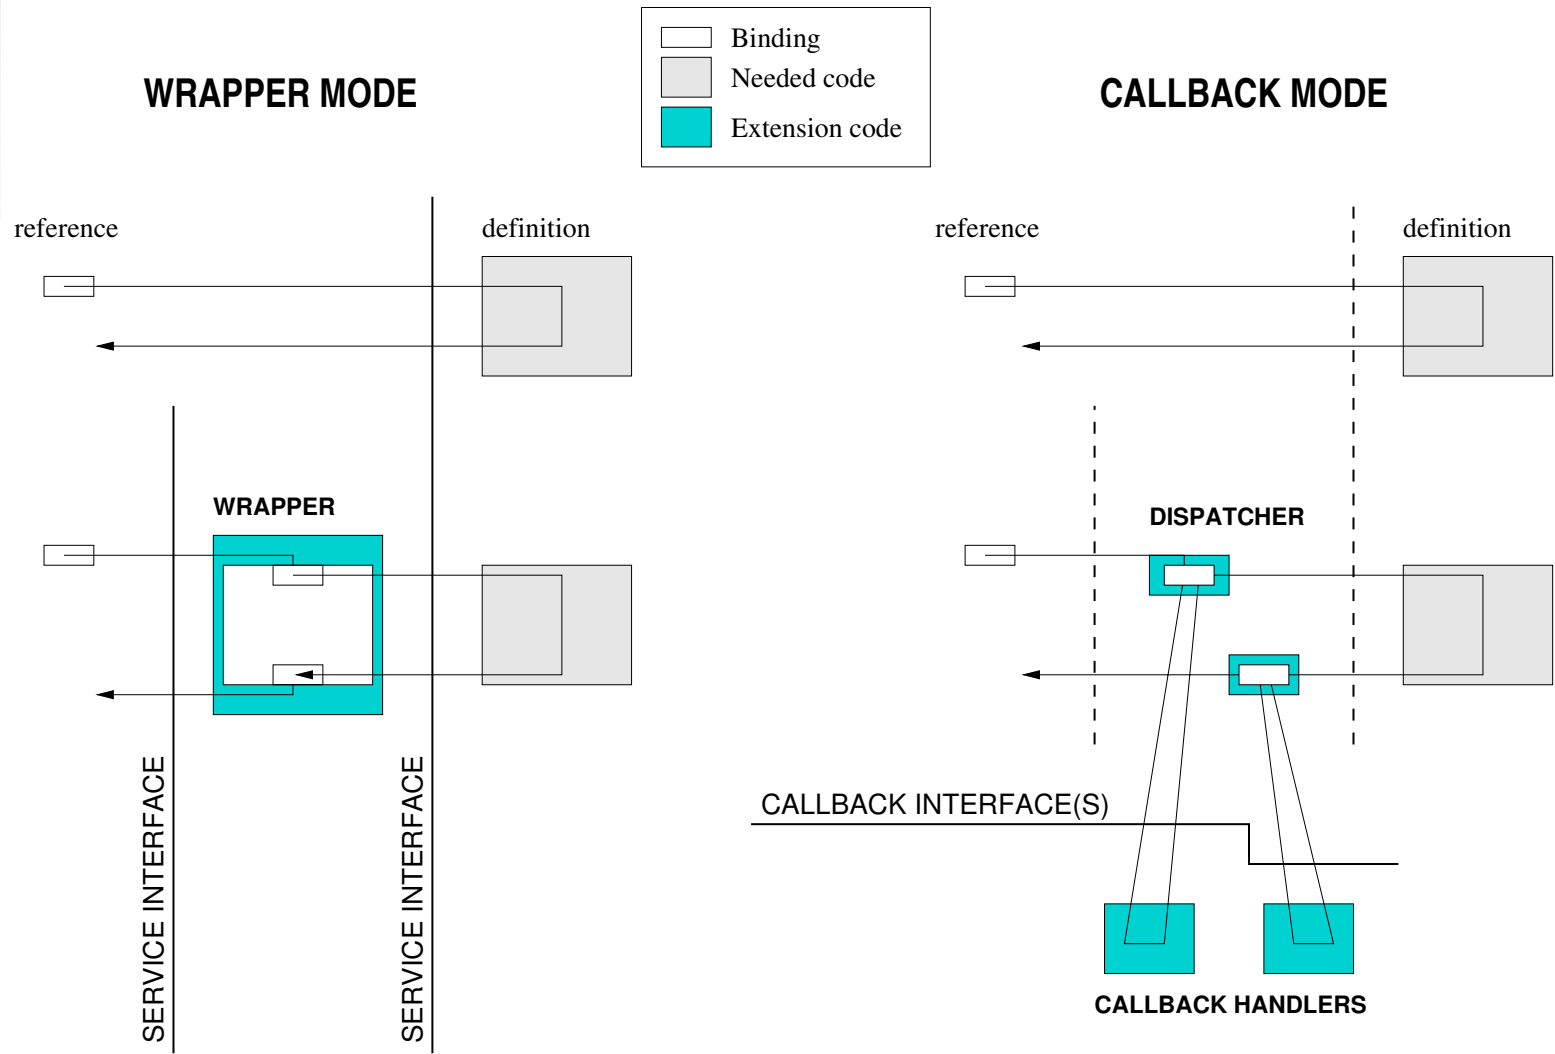 Binding
Needed code
Extension code
WRAPPER MODE
CALLBACK MODE
reference
definition
reference
definition
WRAPPER
DISPATCHER
SERVICE INTERFACE
SERVICE INTERFACE
CALLBACK INTERFACE(S)
CALLBACK HANDLERS